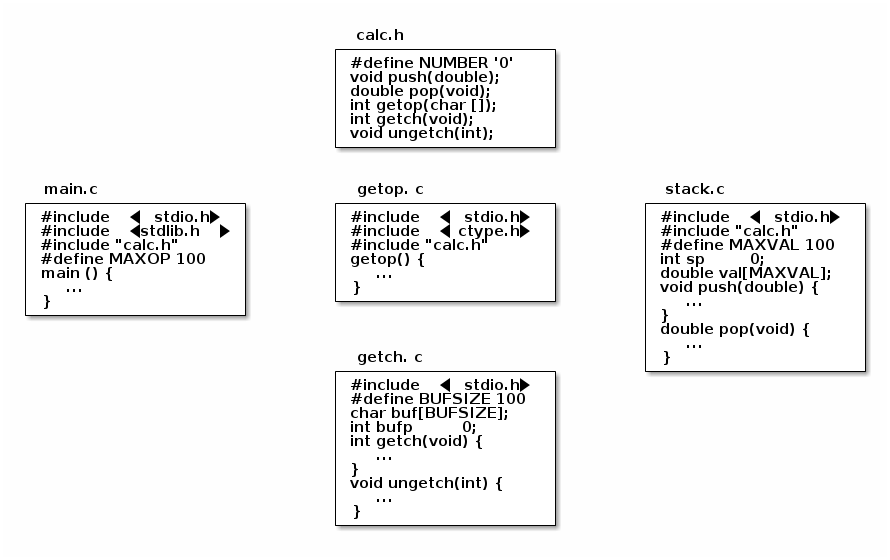 calc.h
#define NUMBER '0'
void push(double);
double pop(void);
int getop(char []);
int getch(void);
void ungetch(int);
main.c
#include ◀ stdio.h▶
#include ◀stdlib.h ▶
#include "calc.h"
#define MAXOP 100
main () {
...
}
getop. c
#include ◀ stdio.h▶
#include ◀ ctype.h▶
#include "calc.h"
getop() {
...
}
getch. c
#include ◀ stdio.h▶
#define BUFSIZE 100
char buf[BUFSIZE];
int bufp 0;
int getch(void) {
...
}
void ungetch(int) {
...
}
stack.c
#include ◀ stdio.h▶
#include "calc.h"
#define MAXVAL 100
int sp 0;
double val[MAXVAL];
void push(double) {
...
}
double pop(void) {
...
}